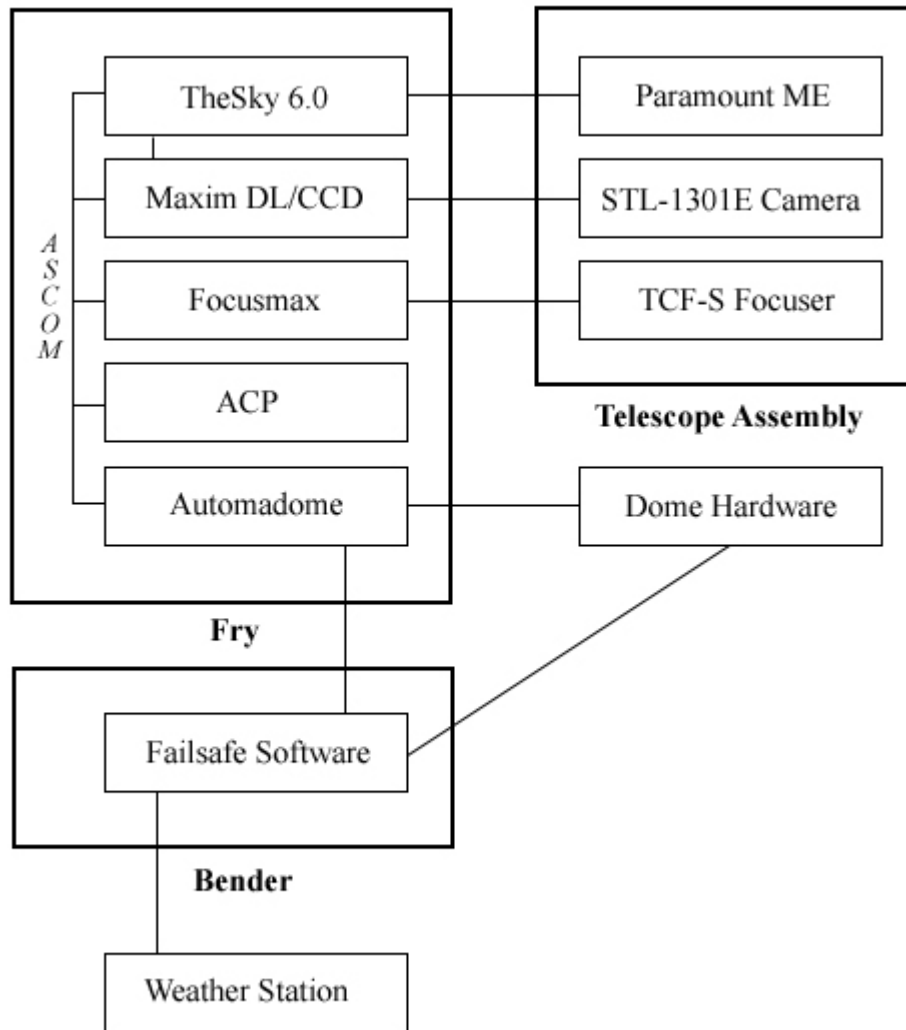 TheSky 6.0
Paramount ME
Maxim DL/CCD
STL-1301E Camera
ASCOM
Focusmax
TCF-S Focuser
ACP
Telescope Assembly
Automadome
Dome Hardware
Fry
Failsafe Software
Bender
Weather Station